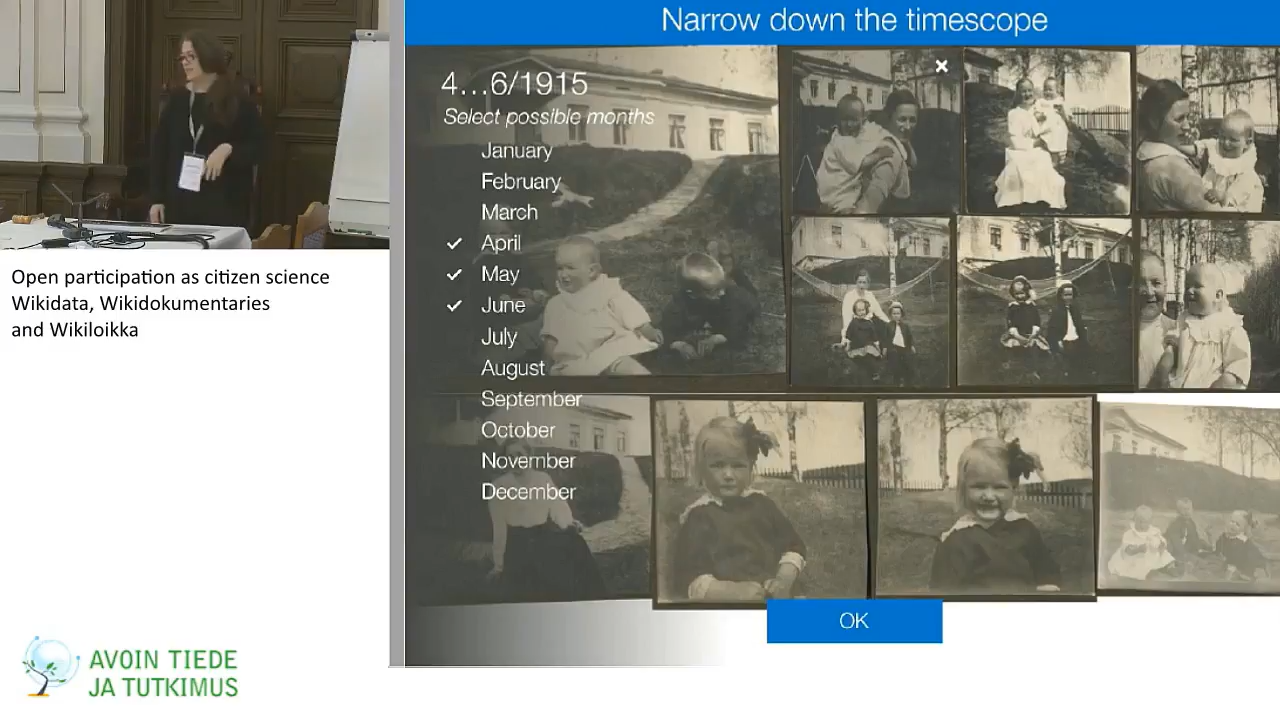 Narrow down the timescope
4...6/1915
Select possible months
January
February
March
April
May
June
July
August
September
October
November
December
OK
Open participation as citizen science
Wikidata, Wikidokumentaries
and Wikiloikka
AVOIN TIEDE
JA TUTKIMUS